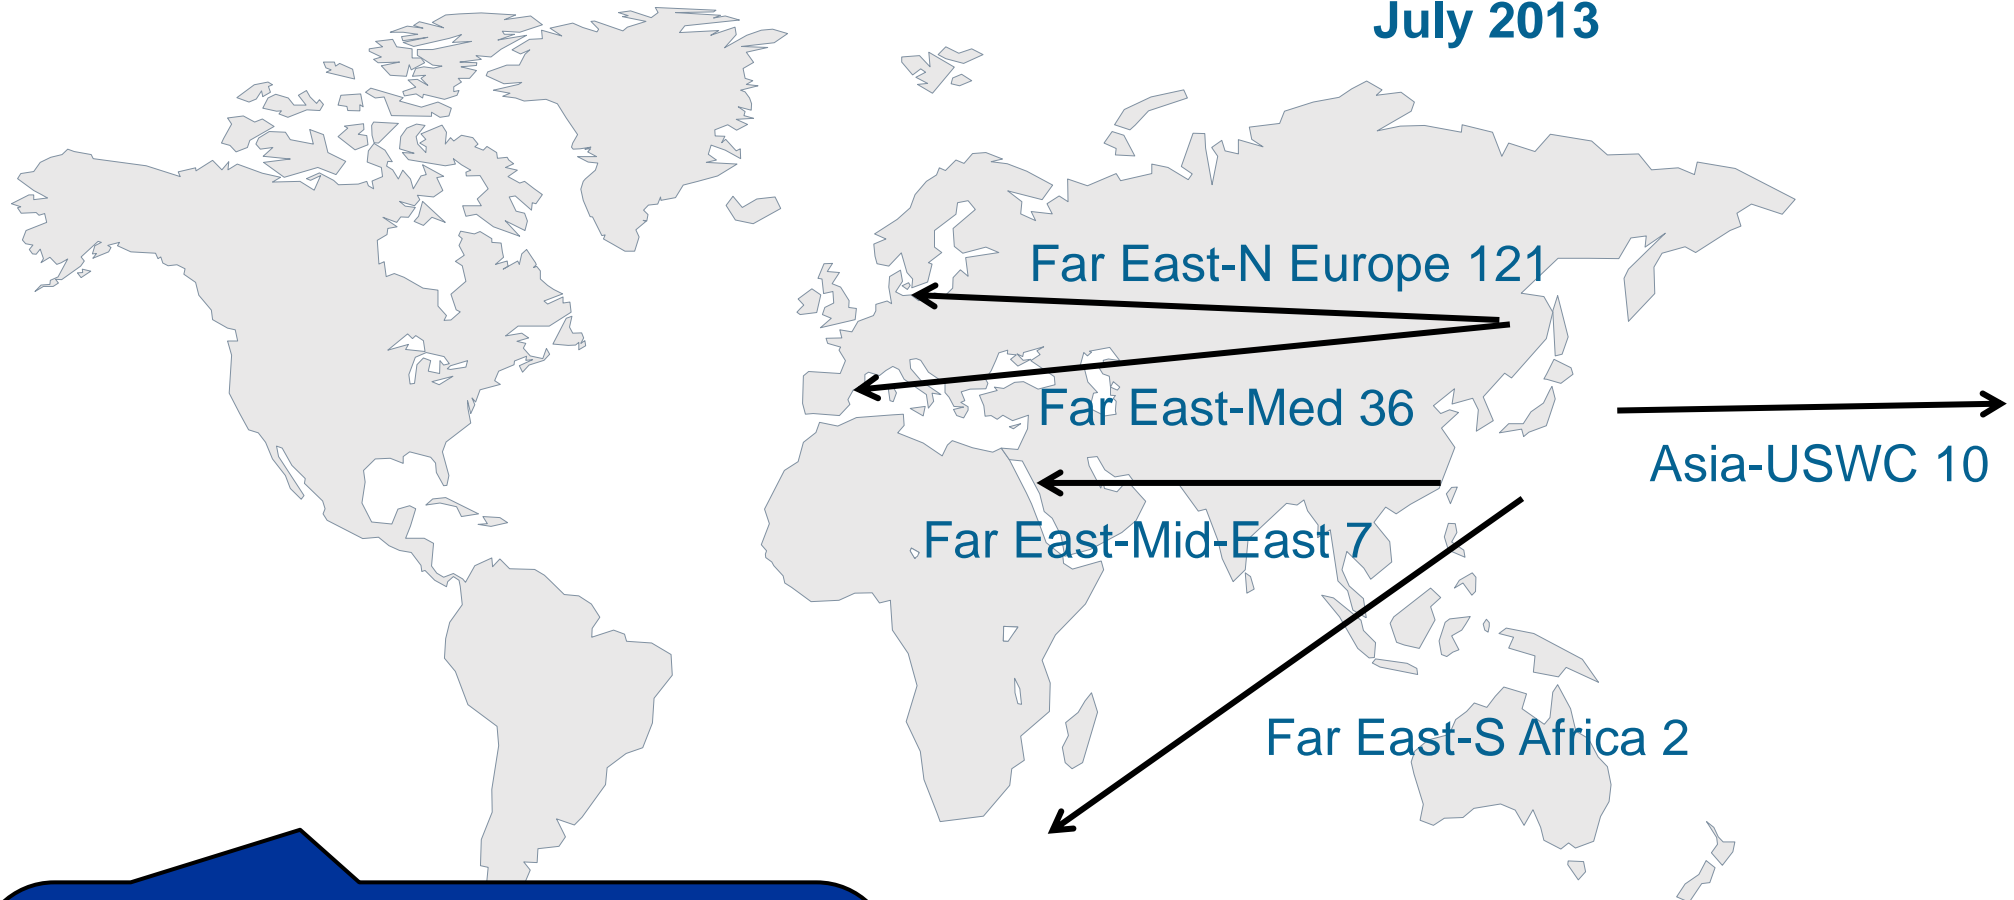 July 2013
Far East-N Europe 121
Far East-Med 36
Asia-USWC 10
Far East-Mid-East 7
Far East-S Africa 2